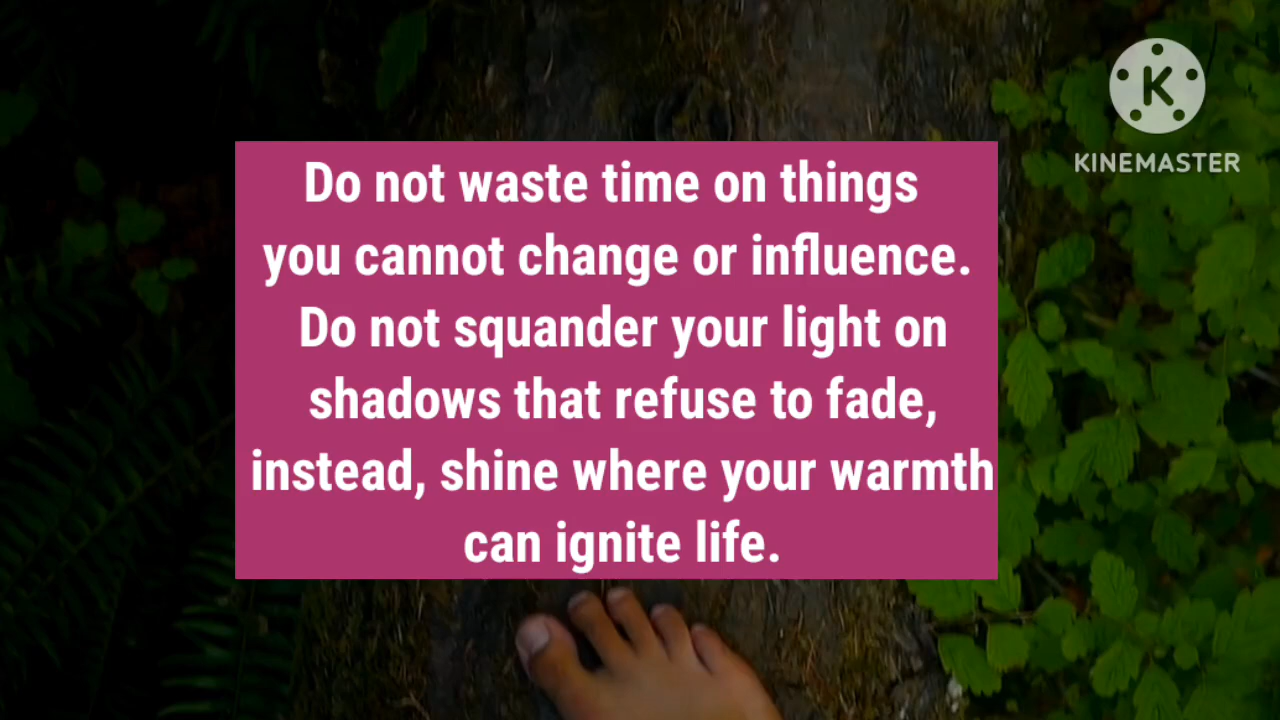 Do not waste time on things
you cannot change or influence.
Do not squander your light on
shadows that refuse to fade,
instead, shine where your warmth
can ignite life.
K
KINEMASTER